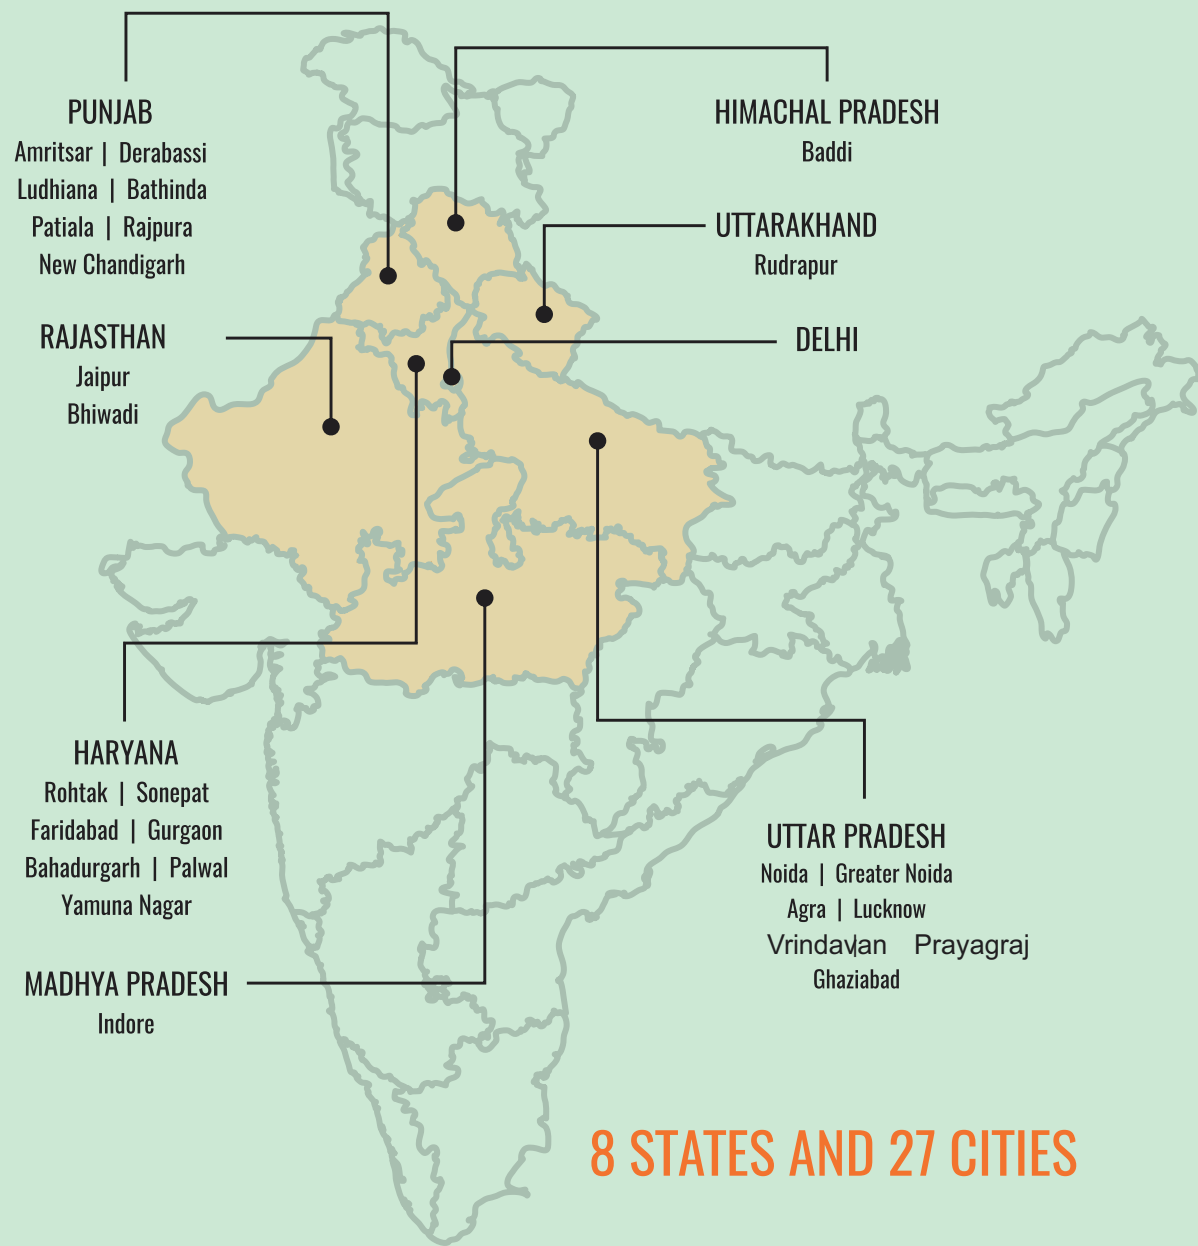 PUNJAB
Amritsar | Derabassi
Ludhiana | Bathinda
Patiala | Rajpura
New Chandigarh
HIMACHAL PRADESH
Baddi
UTTARAKHAND
Rudrapur
RAJASTHAN
Jaipur
Bhiwadi
DELHI
HARYANA
Rohtak | Sonepat
Faridabad | Gurgaon
Bahadurgarh | Palwal
Yamuna Nagar
UTTAR PRADESH
Noida | Greater Noida
Agra | Lucknow
Vrindavan | Prayagraj
Ghaziabad
MADHYA PRADESH
Indore
8 STATES AND 27 CITIES